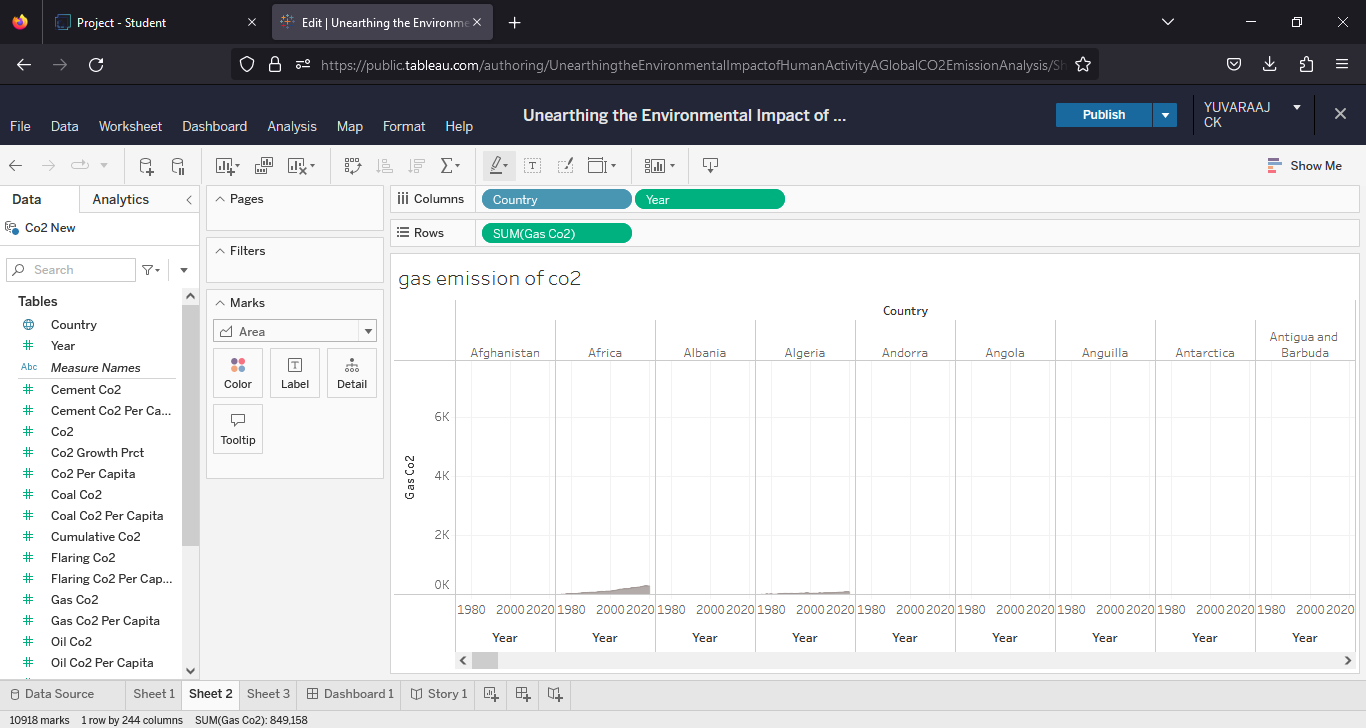 Project - Student
Edit | Unearthing the Environme
https://public.tableau.com/authoring/UnearthingtheEnvironmentalImpactofHumanActivityAGlobalCO2EmissionAnalysis/Sh
File Data Worksheet Dashboard Analysis Map Format Help
Unearthing the Environmental Impact of ...
Publish
YUVARAAJ
CK
Show Me
Data Analytics
Co2 New
Search
Tables
Country
Year
Abc Measure Names
Cement Co2
Cement Co2 Per Ca...
Co2
Co2 Growth Prct
Co2 Per Capita
Coal Co2
Coal Co2 Per Capita
Cumulative Co2
Flaring Co2
Flaring Co2 Per Cap...
Gas Co2
Gas Co2 Per Capita
Oil Co2
Oil Co2 Per Capita
Pages
Filters
Marks
Area
Color Label Detail
Tooltip
Columns Country Year
Rows SUM(Gas Co2)
gas emission of co2
Country
Afghanistan Africa Albania Algeria Andorra Angola Anguilla Antarctica Antigua and
Barbuda
Gas Co2
6K
4K
2K
0K
1980 2000 2020 1980 2000 2020 1980 2000 2020 1980 2000 2020 1980 2000 2020 1980 2000 2020 1980 2000 2020 1980 2000 2020 1980 2000 2020
Year Year Year Year Year Year Year Year Year
Data Source Sheet 1 Sheet 2 Sheet 3 Dashboard 1 Story 1
10918 marks 1 row by 244 columns SUM(Gas Co2): 849,158